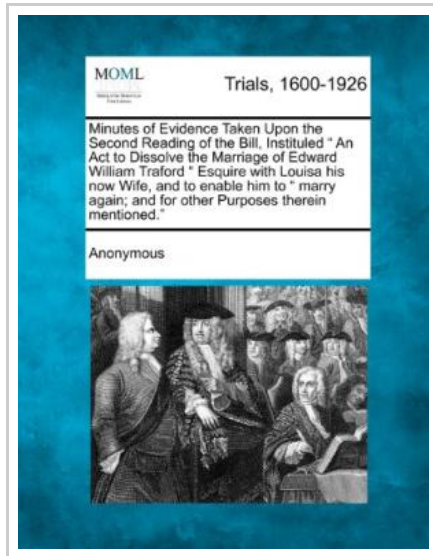 MOML
Trials, 1600-1926
Minutes of Evidence Taken Upon the
Second Reading of the Bill, Instituled “ An
Act to Dissolve the Marriage of Edward
William Traford “ Esquire with Louisa his
now Wife, and to enable him to “ marry
again; and for other Purposes therein
mentioned.”
Anonymous